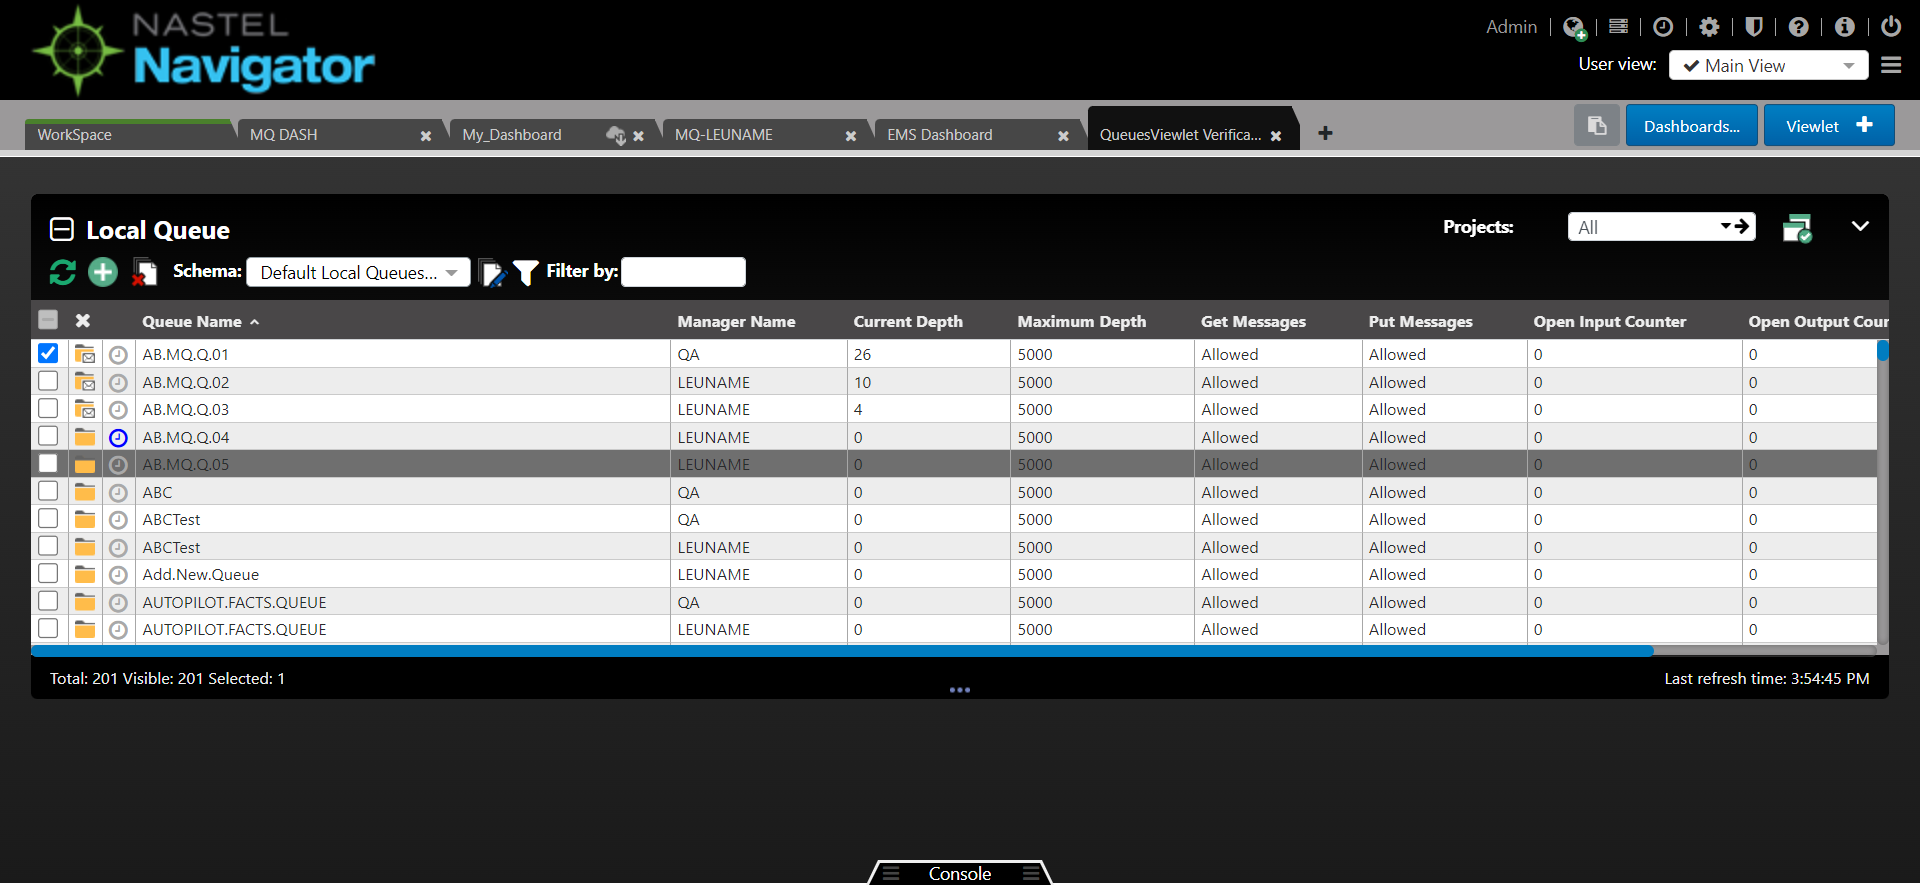 NASTEL
Navigator
Admin
User view: Main View
WorkSpace MQ DASH My_Dashboard MQ-LEUNAME EMS Dashboard QueuesViewlet Verifica... Dashboards... Viewlet
Local Queue Projects: All
Schema: Default Local Queues... Filter by:
Queue Name Manager Name Current Depth Maximum Depth Get Messages Put Messages Open Input Counter Open Output Coun
AB.MQ.Q.01 QA 26 5000 Allowed Allowed 0 0
AB.MQ.Q.02 LEUNAME 10 5000 Allowed Allowed 0 0
AB.MQ.Q.03 LEUNAME 4 5000 Allowed Allowed 0 0
AB.MQ.Q.04 LEUNAME 0 5000 Allowed Allowed 0 0
AB.MQ.Q.05 LEUNAME 0 5000 Allowed Allowed 0 0
ABC QA 0 5000 Allowed Allowed 0 0
ABCTest QA 0 5000 Allowed Allowed 0 0
ABCTest LEUNAME 0 5000 Allowed Allowed 0 0
Add.New.Queue LEUNAME 0 5000 Allowed Allowed 0 0
AUTOPILOT.FACTS.QUEUE QA 0 5000 Allowed Allowed 0 0
AUTOPILOT.FACTS.QUEUE LEUNAME 0 5000 Allowed Allowed 0 0
Total: 201 Visible: 201 Selected: 1 Last refresh time: 3:54:45 PM
Console